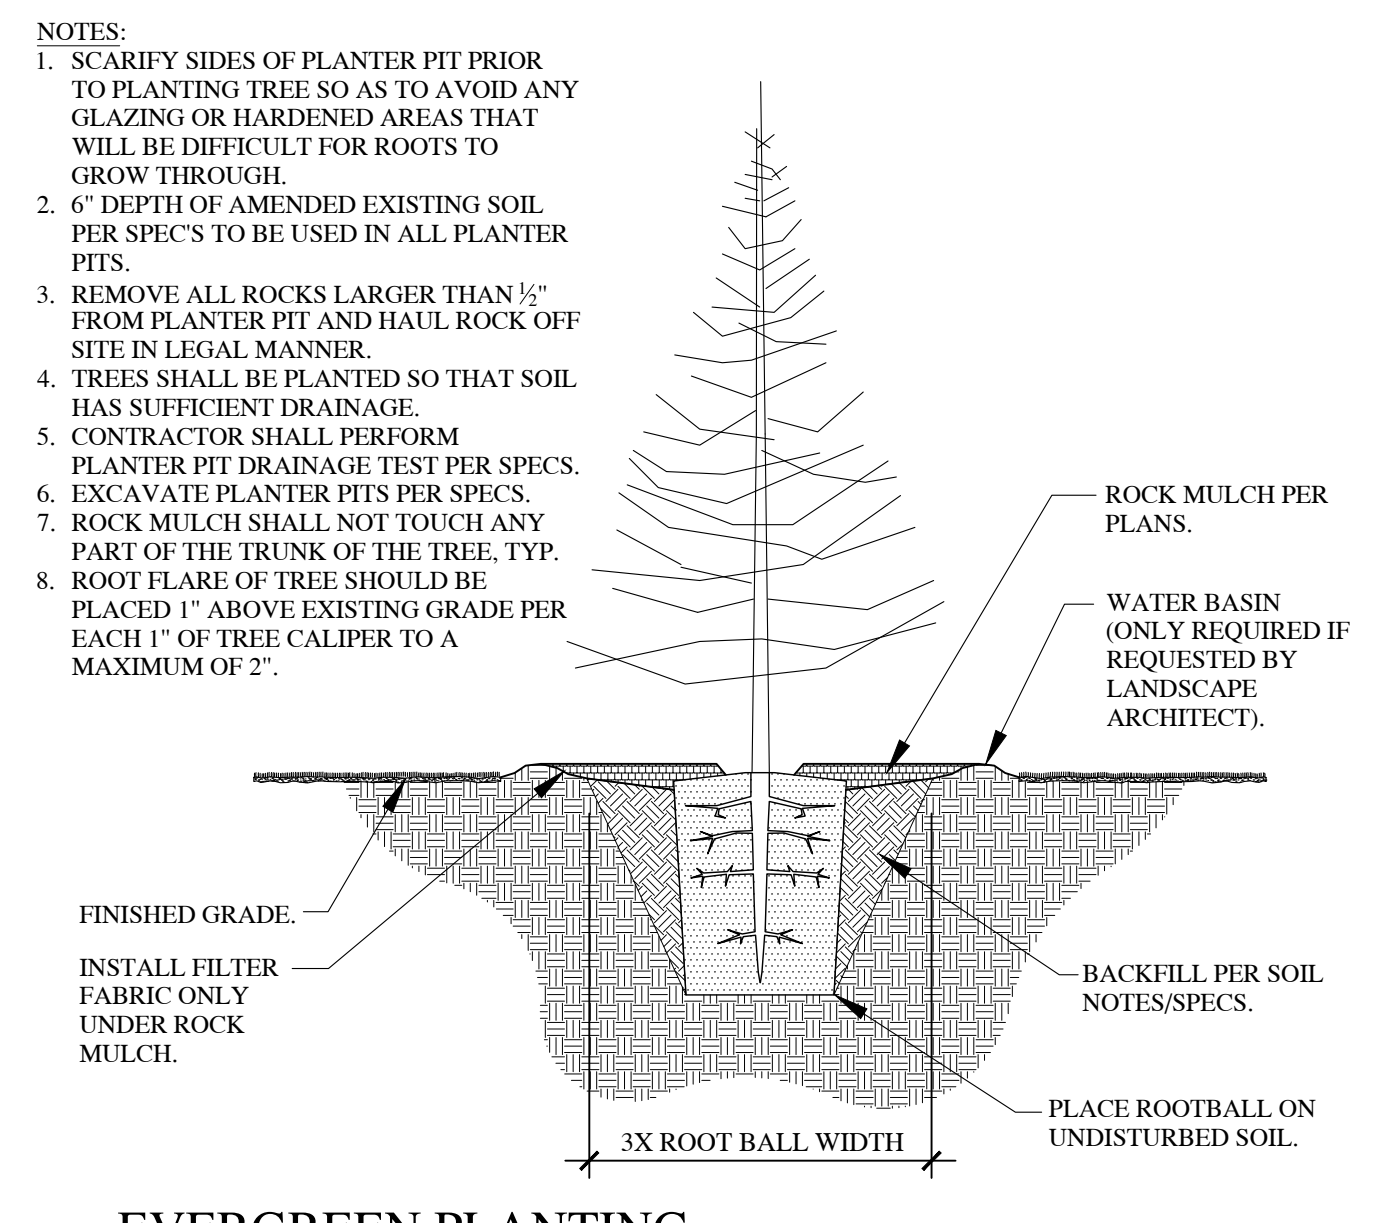 NOTES:
1. SCARIFY SIDES OF PLANTER PIT PRIOR
TO PLANTING TREE SO AS TO AVOID ANY
GLAZING OR HARDENED AREAS THAT
WILL BE DIFFICULT FOR ROOTS TO
GROW THROUGH.
2. 6" DEPTH OF AMENDED EXISTING SOIL
PER SPEC'S TO BE USED IN ALL PLANTER
PITS.
3. REMOVE ALL ROCKS LARGER THAN ½"
FROM PLANTER PIT AND HAUL ROCK OFF
SITE IN LEGAL MANNER.
4. TREES SHALL BE PLANTED SO THAT SOIL
HAS SUFFICIENT DRAINAGE.
5. CONTRACTOR SHALL PERFORM
PLANTER PIT DRAINAGE TEST PER SPECS.
6. EXCAVATE PLANTER PITS PER SPECS.
7. ROCK MULCH SHALL NOT TOUCH ANY
PART OF THE TRUNK OF THE TREE, TYP.
8. ROOT FLARE OF TREE SHOULD BE
PLACED 1" ABOVE EXISTING GRADE PER
EACH 1" OF TREE CALIPER TO A
MAXIMUM OF 2".
ROCK MULCH PER
PLANS.
WATER BASIN
(ONLY REQUIRED IF
REQUESTED BY
LANDSCAPE
ARCHITECT).
FINISHED GRADE.
INSTALL FILTER
FABRIC ONLY
UNDER ROCK
MULCH.
BACKFILL PER SOIL
NOTES/SPECS.
PLACE ROOTBALL ON
UNDISTURBED SOIL.
3X ROOT BALL WIDTH
EVERGREEN PLANTING